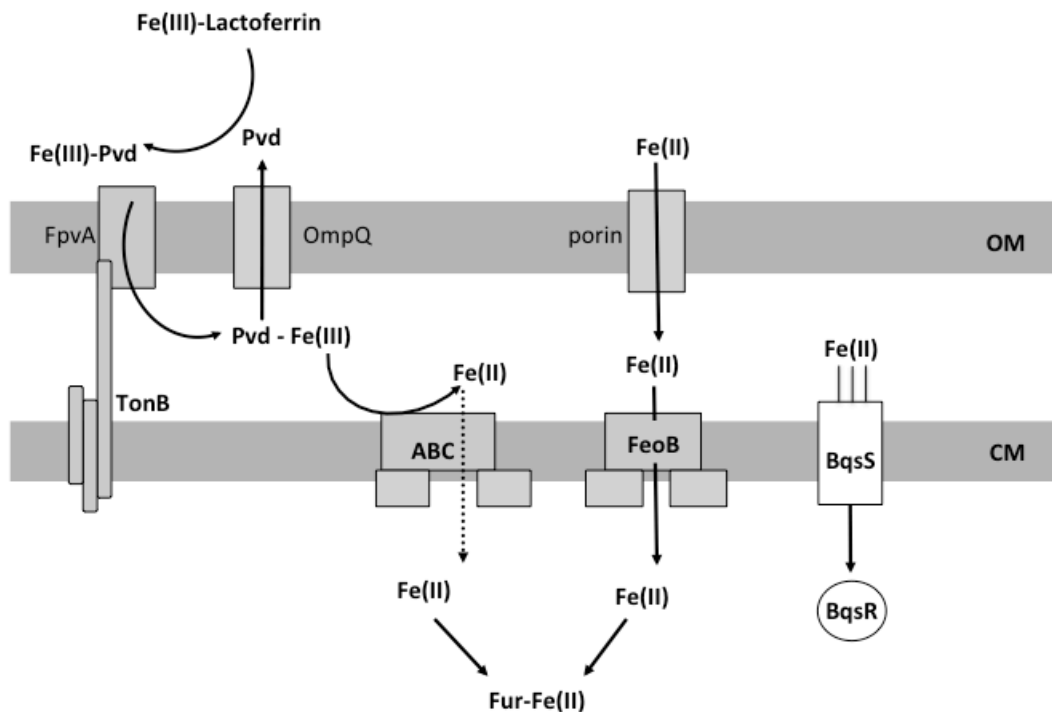 Fe(III)-Lactoferrin
Pvd
Fe(III)-Pvd
Fe(II)
FpvA
OmpQ
porin
OM
Pvd - Fe(III)
Fe(II)
Fe(II)
Fe(II)
TonB
ABC
FeoB
BqsS
CM
Fe(II)
Fe(II)
BqsR
Fur-Fe(II)